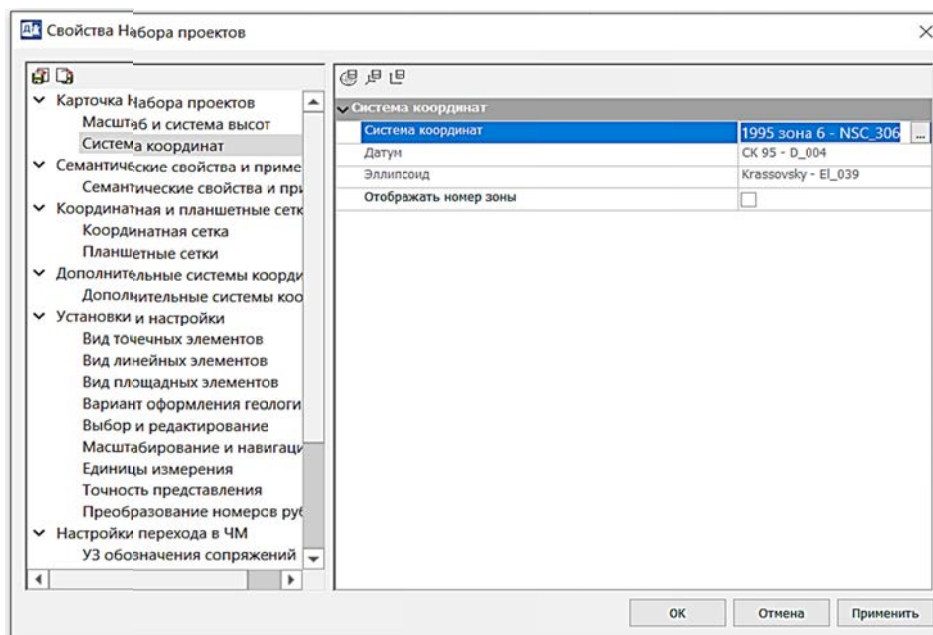 Свойства Набора проектов
Карточка Набора проектов
Масштаб и система высот
Система координат
Семантические свойства и приме
Семантические свойства и при
Координатная и планшетные сетк
Координатная сетка
Планшетные сетки
Дополнительные системы коорди
Дополнительные системы коо
Установки и настройки
Вид точечных элементов
Вид линейных элементов
Вид площадных элементов
Вариант оформления геологи
Выбор и редактирование
Масштабирование и навигаци
Единицы измерения
Точность представления
Преобразование номеров руб
Настройки перехода в ЧМ
УЗ обозначения сопряжений
Система координат
Система координат 1995 зона 6 - NSC_306 ...
Датум СК 95 - D_004
Эллипсоид Krassovsky - El_039
Отображать номер зоны
ОК Отмена Применить